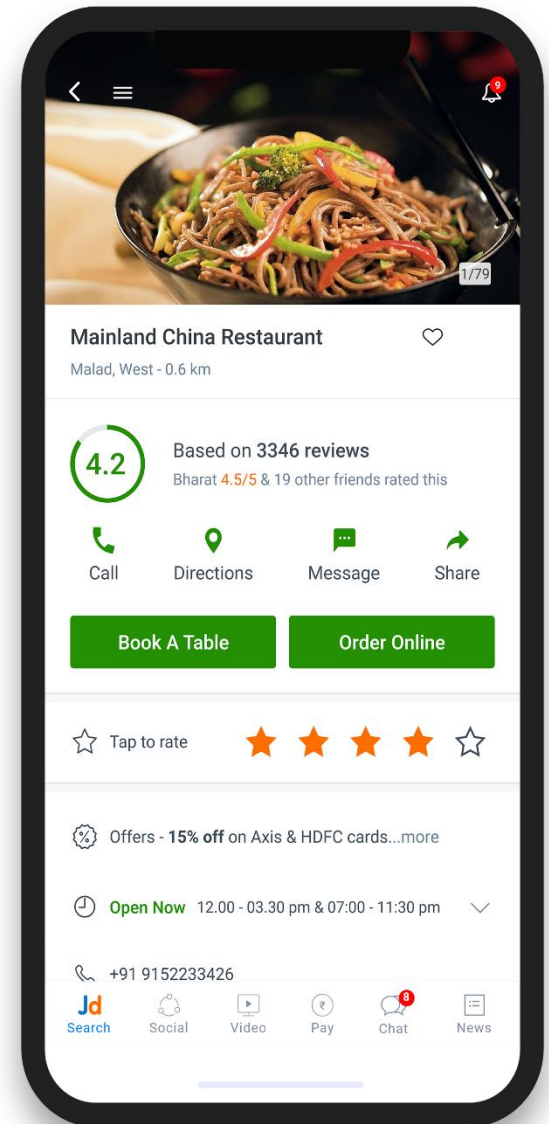 9
1/79
Mainland China Restaurant
Malad, West - 0.6 km
4.2
Based on 3346 reviews
Bharat 4.5/5 & 19 other friends rated this
Call Directions Message Share
Book A Table Order Online
Tap to rate
Offers - 15% off on Axis & HDFC cards...more
Open Now 12.00 - 03.30 pm & 07:00 - 11:30 pm
+91 9152233426
Jd 8
Search Social Video Pay Chat News